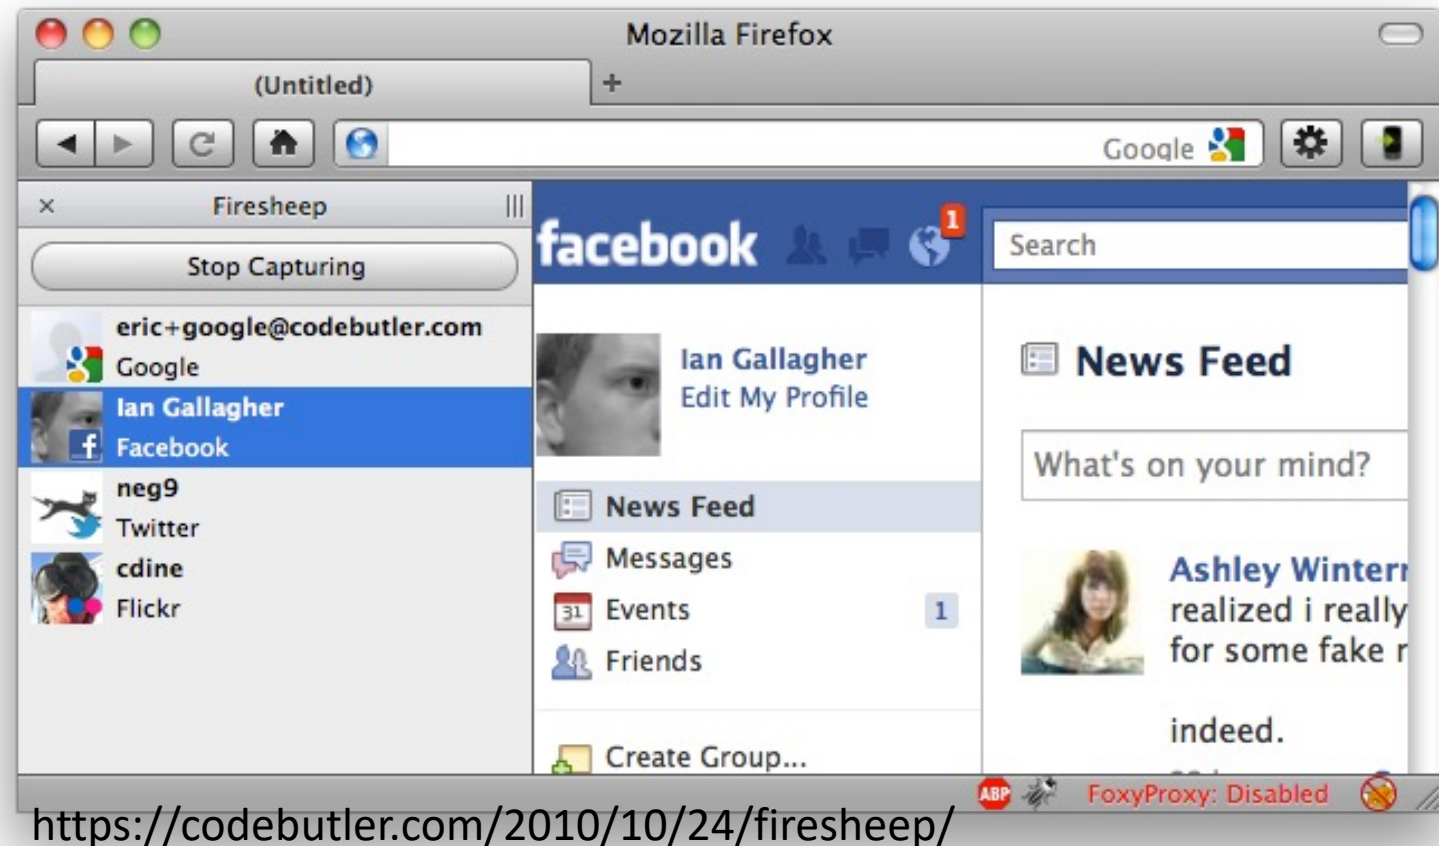 Mozilla Firefox
(Untitled)
+
Google
× Firesheep
Stop Capturing
eric+google@codebutler.com
Google
Ian Gallagher
f Facebook
neg9
Twitter
cdine
Flickr
facebook
1
Search
Ian Gallagher
Edit My Profile
News Feed
Messages
31 Events 1
Friends
Create Group...
News Feed
What's on your mind?
Ashley
realized i really
for some fake
indeed.
ABP FoxyProxy: Disabled
https://codebutler.com/2010/10/24/firesheep/